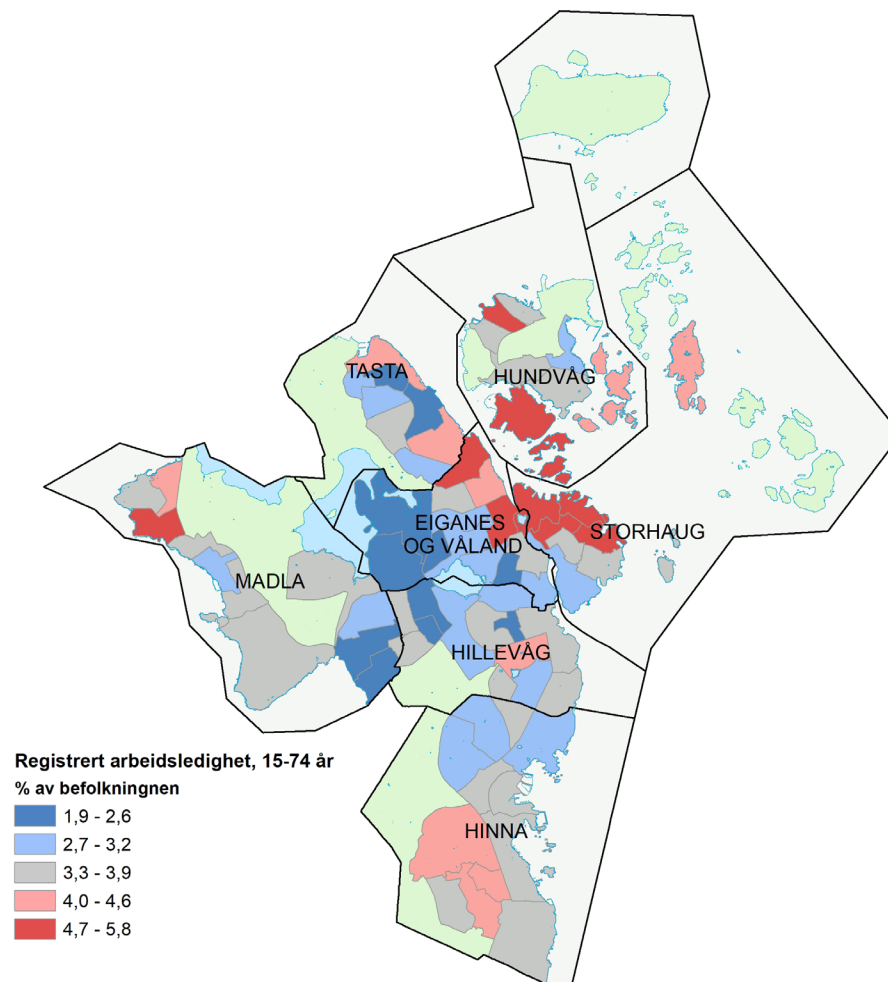 TASTA
HUNDVÅG
EIGANES
OG VÅLAND
STORHAUG
MADLA
HILLEVÅG
HINNA
Registrert arbeidsledighet, 15-74 år
% av befolkningnen
1,9 - 2,6
2,7 - 3,2
3,3 - 3,9
4,0 - 4,6
4,7 - 5,8